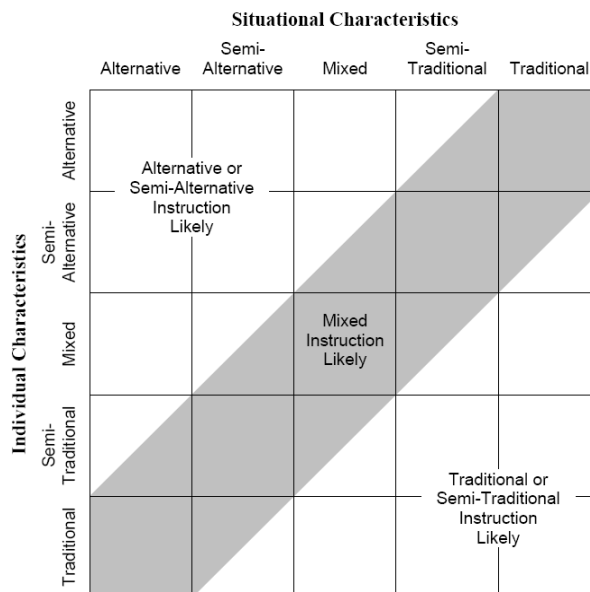 Situational Characteristics
Semi-
Alternative
Semi-
Traditional
Alternative
Mixed
Traditional
Individual Characteristics
Alternative
Semi-
Alternative
Mixed
Semi-
Traditional
Traditional
Alternative or
Semi-Alternative
Instruction
Likely
Mixed
Instruction
Likely
Traditional or
Semi-Traditional
Instruction
Likely